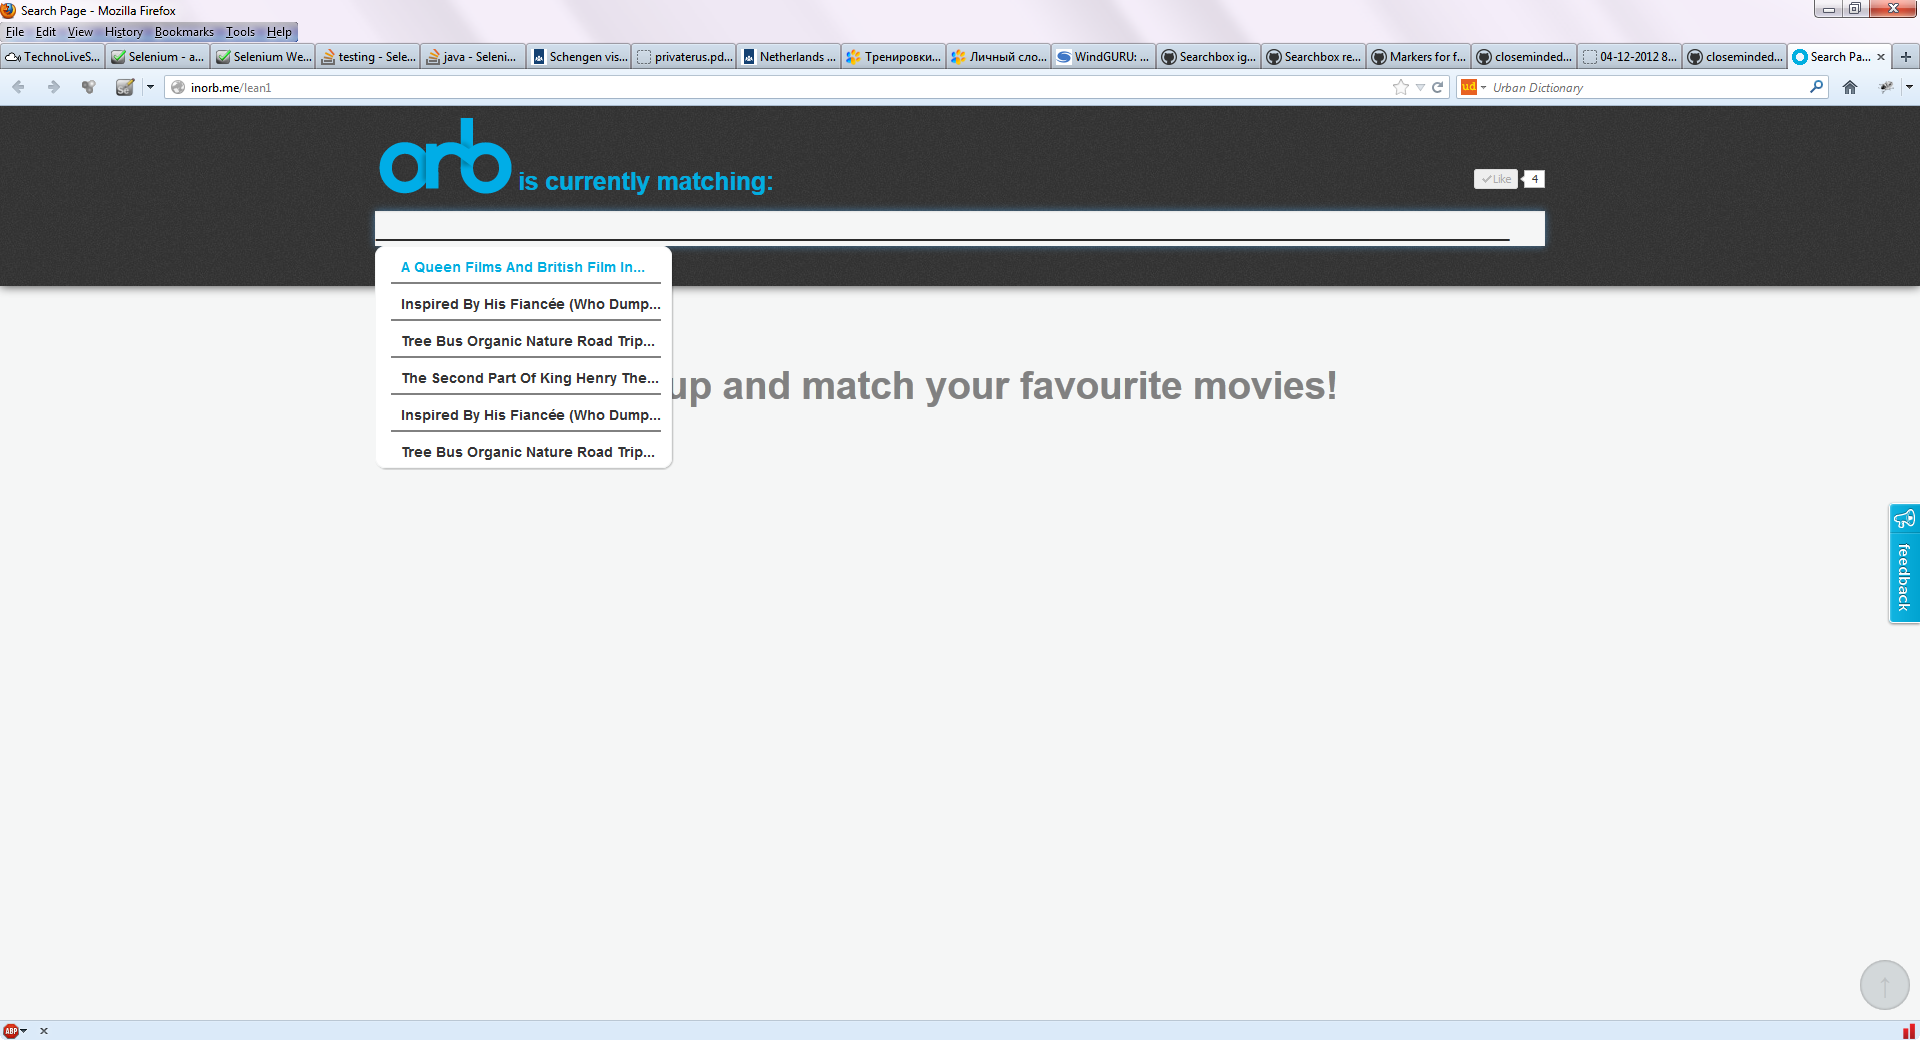 Search Page - Mozilla Firefox
File Edit View History Bookmarks Tools Help
TechnoLiveS... Selenium - a... Selenium We... testing - Sele... java - Seleni... Schengen vis... privaterus.pd... Netherlands ... Тренировки... Личный сло... WindGURU: ... Searchbox ig... Searchbox re... Markers for f... closeminded... 04-12-2012 8... closeminded... Search Pa...
Se inorb.me/lean1 ud Urban Dictionary
orb is currently matching:
Like 4
A Queen Films And British Film In...
Inspired By His Fiancée (Who Dump...
Tree Bus Organic Nature Road Trip...
The Second Part Of King Henry The...
up and match your favourite movies!
Inspired By His Fiancée (Who Dump...
Tree Bus Organic Nature Road Trip...
feedback
ABP